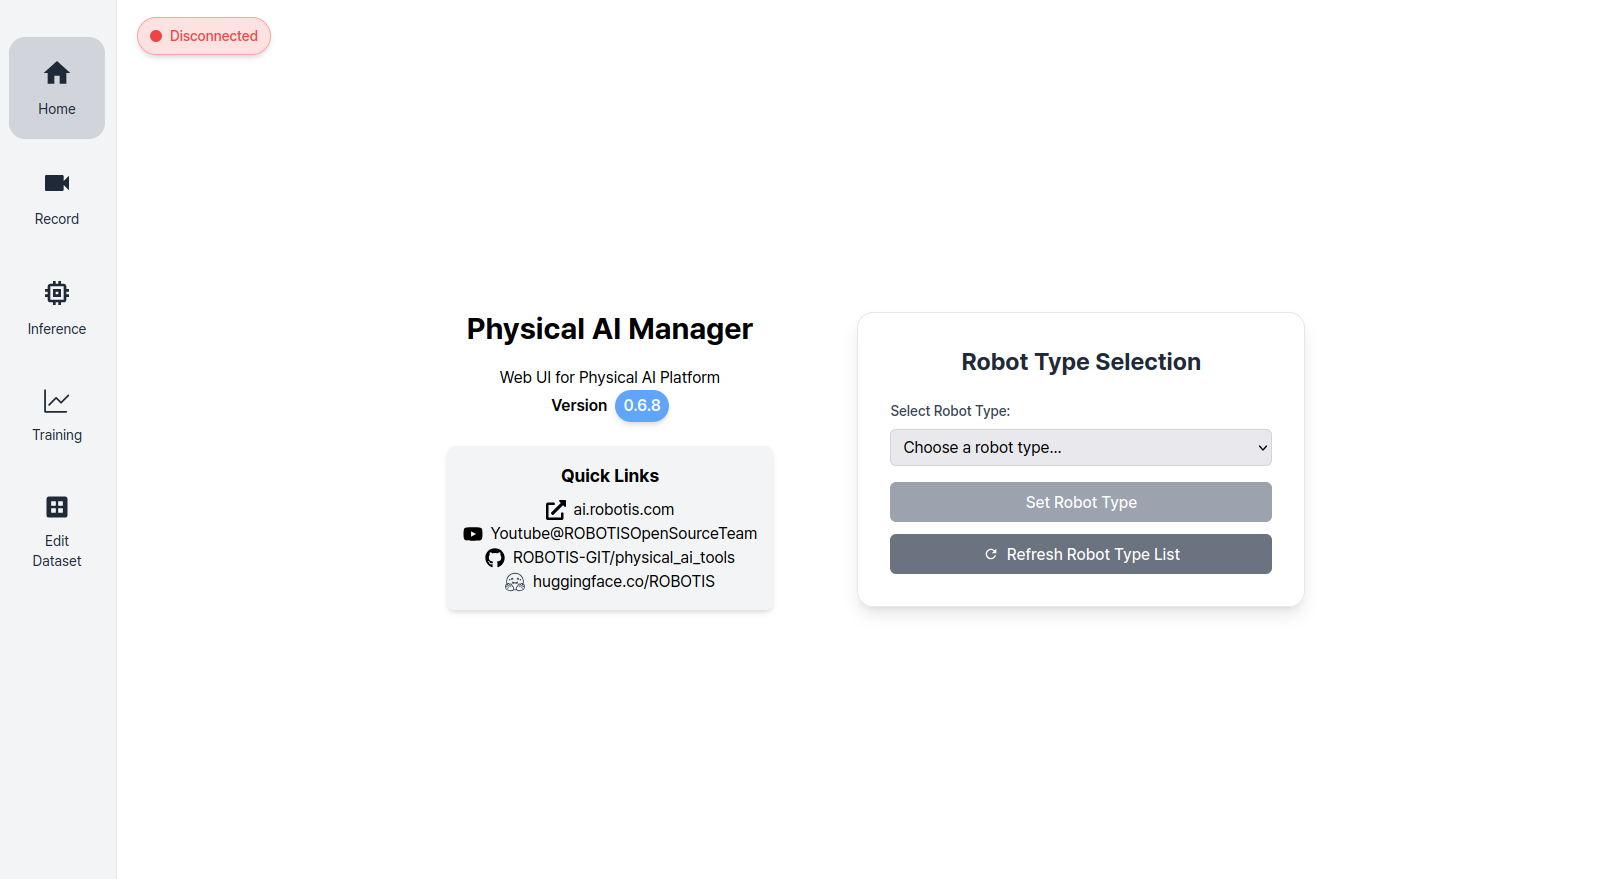 Disconnected
Home
Record
Inference
Training
Edit
Dataset
Physical AI Manager
Web UI for Physical AI Platform
Version 0.6.8
Quick Links
ai.robotis.com
Youtube@ROBOTISOpenSourceTeam
ROBOTIS-GIT/physical_ai_tools
huggingface.co/ROBOTIS
Robot Type Selection
Select Robot Type:
Choose a robot type...
Set Robot Type
Refresh Robot Type List